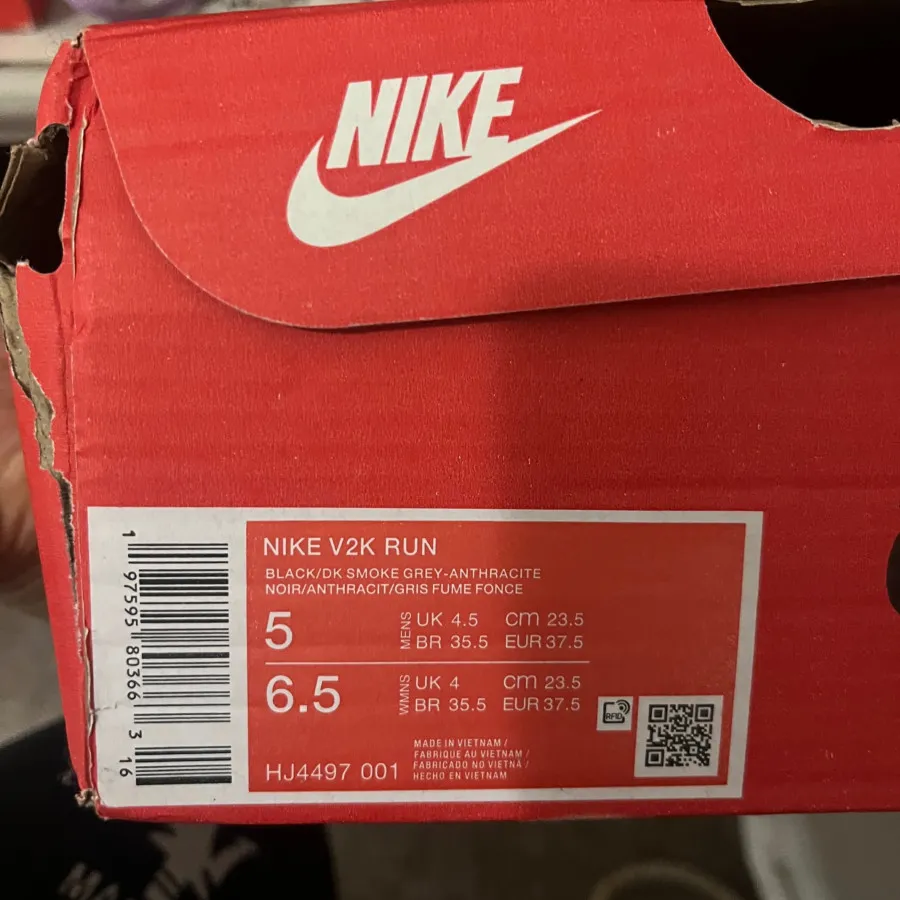 NIKE
1 97595 80366 3
16
NIKE V2K RUN
BLACK/DK SMOKE GREY-ANTHRACITE
NOIR/ANTHRACIT/GRIS FUME FONCE
5 MENS UK 4.5 CM 23.5
BR 35.5 EUR 37.5
6.5 WMNS UK 4 CM 23.5
BR 35.5 EUR 37.5
RFID
HJ4497 001
MADE IN VIETNAM /
FABRIQUE AU VIETNAM /
FABRICADO NO VIETNÃ /
HECHO EN VIETNAM